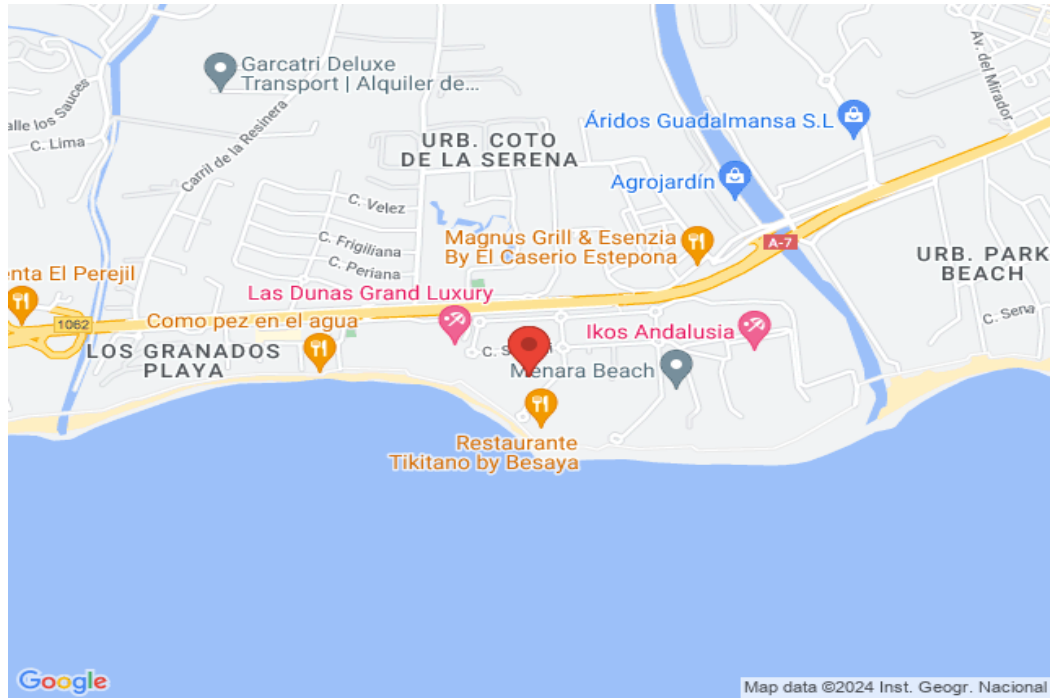 Garcatri Deluxe
Transport | Alquiler de...
Av. del Mirador
alle los Sauces
C. Lima
Carril de la Resinera
URB. COTO
DE LA SERENA
Áridos Guadalmansa S.L
Agrojardín
C. Velez
C. Frigiliana
C. Periana
Magnus Grill & Esenzia
By El Caserio Estepona
A-7
URB. PARK
BEACH
enta El Perejil
Las Dunas Grand Luxury
1062
Como pez en el agua
Ikos Andalusia
C. Sena
LOS GRANADOS
PLAYA
C. S
Menara Beach
Restaurante
Tikitano by Besaya
Google
Map data ©2024 Inst. Geogr. Nacional